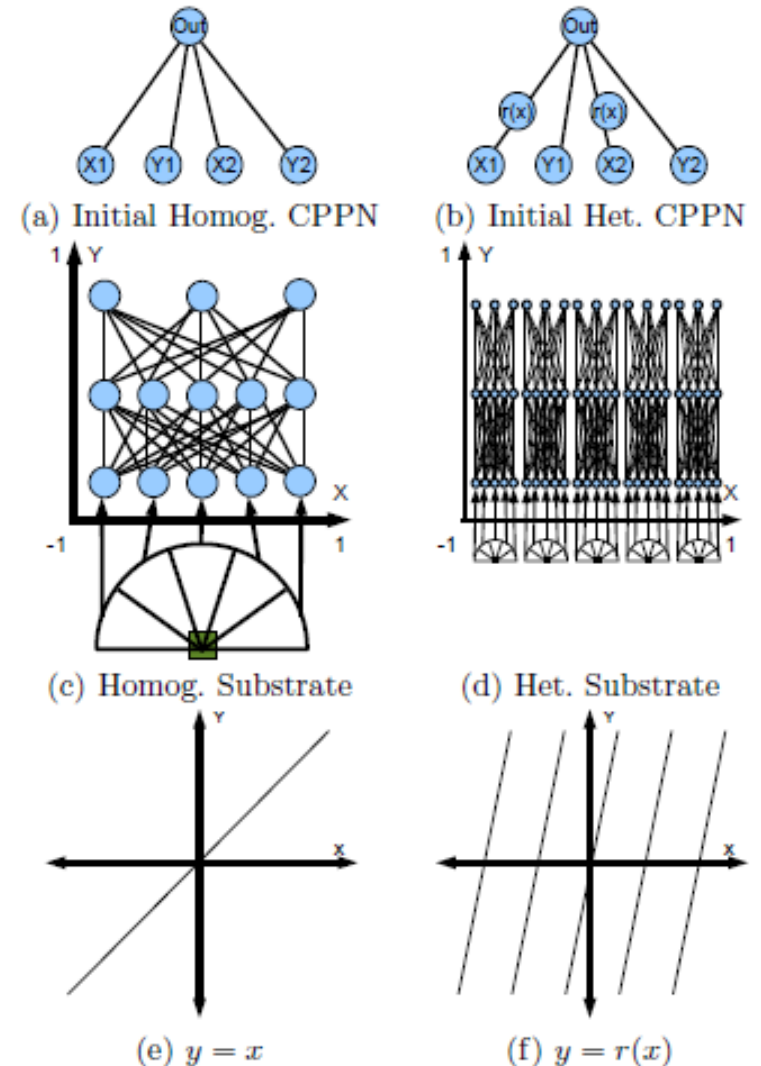 Out Out
r(x) r(x)
X1 Y1 X2 Y2 X1 Y1 X2 Y2
(a) Initial Homog. CPPN (b) Initial Het. CPPN
1 Y 1 Y
X X
-1 1 -1 1
(c) Homog. Substrate (d) Het. Substrate
Y Y
X X
(e) y = x (f) y = r(x)